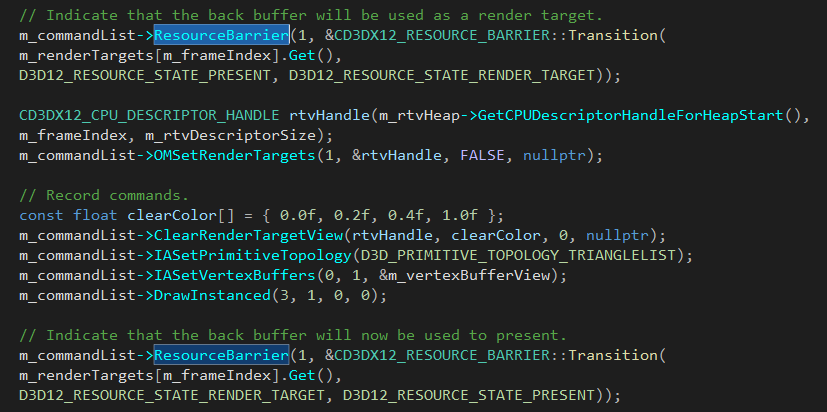 // Indicate that the back buffer will be used as a render target.
m_commandList->ResourceBarrier(1, &CD3DX12_RESOURCE_BARRIER::Transition(
m_renderTargets[m_frameIndex].Get(),
D3D12_RESOURCE_STATE_PRESENT, D3D12_RESOURCE_STATE_RENDER_TARGET));
CD3DX12_CPU_DESCRIPTOR_HANDLE rtvHandle(m_rtvHeap->GetCPUDescriptorHandleForHeapStart(),
m_frameIndex, m_rtvDescriptorSize);
m_commandList->OMSetRenderTargets(1, &rtvHandle, FALSE, nullptr);
// Record commands.
const float clearColor[] = { 0.0f, 0.2f, 0.4f, 1.0f };
m_commandList->ClearRenderTargetView(rtvHandle, clearColor, 0, nullptr);
m_commandList->IASetPrimitiveTopology(D3D_PRIMITIVE_TOPOLOGY_TRIANGLELIST);
m_commandList->IASetVertexBuffers(0, 1, &m_vertexBufferView);
m_commandList->DrawInstanced(3, 1, 0, 0);
// Indicate that the back buffer will now be used to present.
m_commandList->ResourceBarrier(1, &CD3DX12_RESOURCE_BARRIER::Transition(
m_renderTargets[m_frameIndex].Get(),
D3D12_RESOURCE_STATE_RENDER_TARGET, D3D12_RESOURCE_STATE_PRESENT));